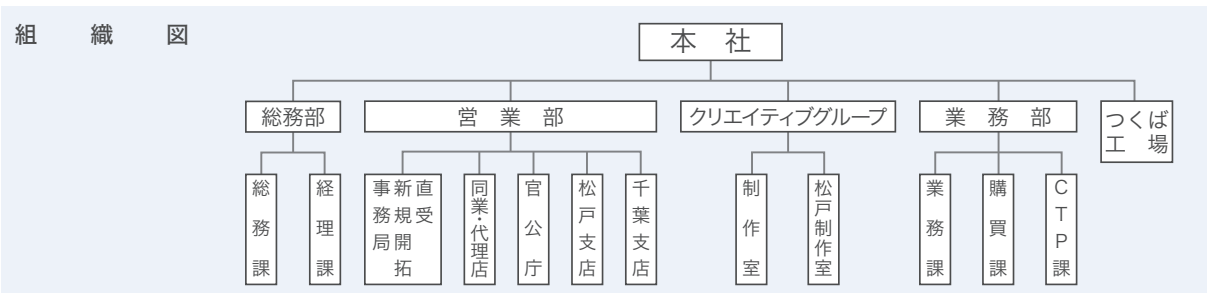 組織図
本社
総務部
営業部
クリエイティブグループ
業務部
つくば
工場
総務課
経理課
直受
新規開拓
事務局
同業・代理店
官公庁
松戸支店
千葉支店
制作室
松戸制作室
業務課
購買課
CTP課